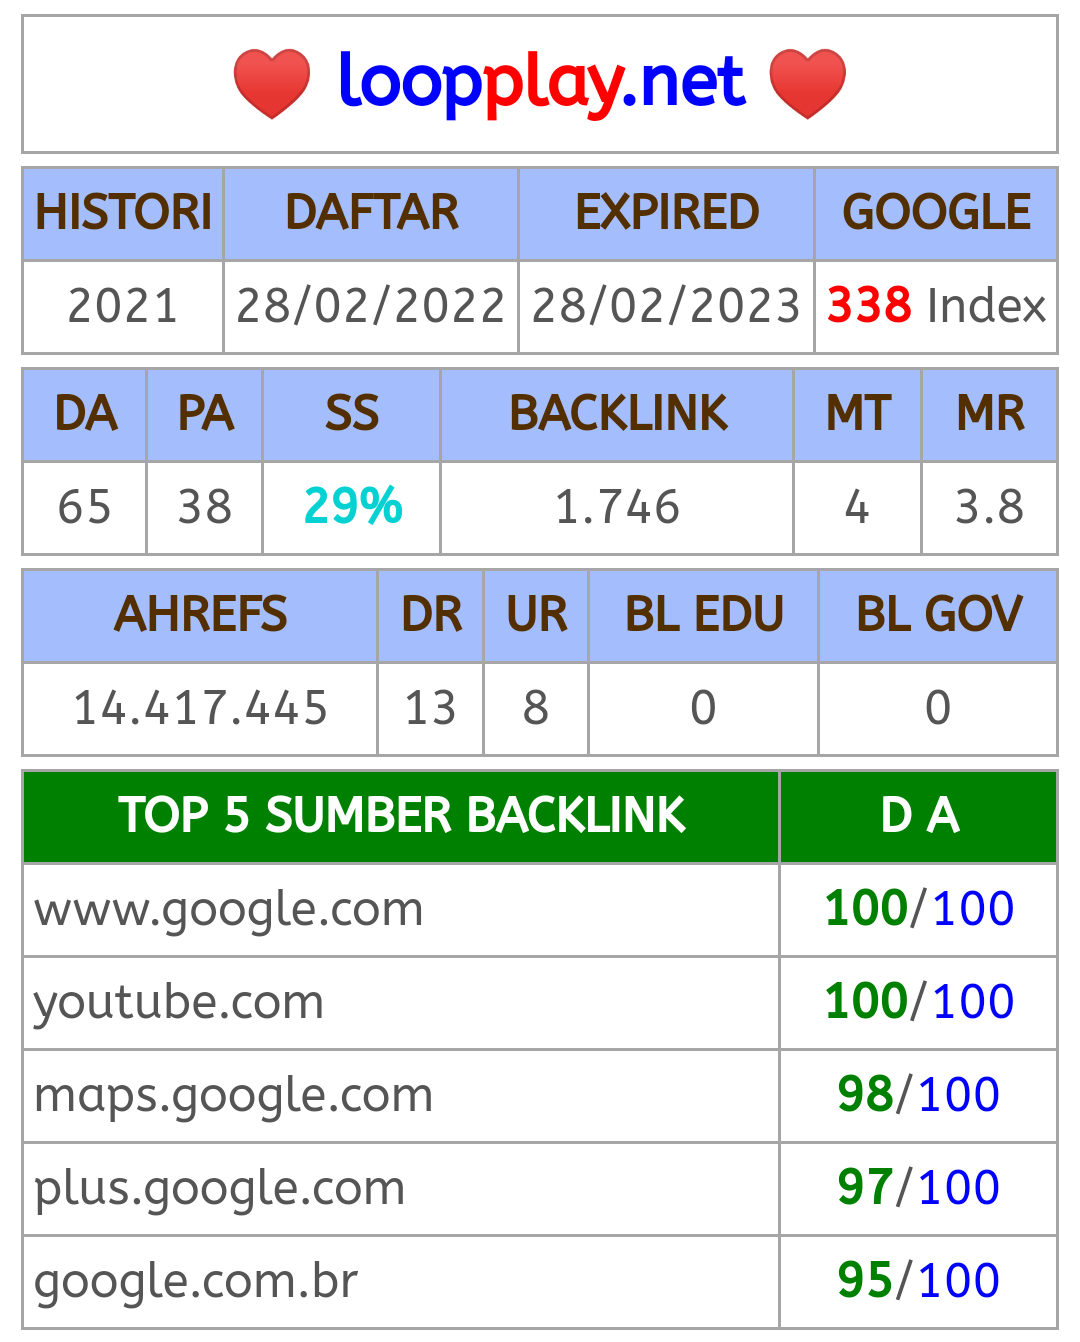 loopplay.net
HISTORI DAFTAR EXPIRED GOOGLE
2021 28/02/2022 28/02/2023 338 Index
DA PA SS BACKLINK MT MR
65 38 29% 1.746 4 3.8
AHREFS DR UR BL EDU BL GOV
14.417.445 13 8 0 0
TOP 5 SUMBER BACKLINK D A
www.google.com 100/100
youtube.com 100/100
maps.google.com 98/100
plus.google.com 97/100
google.com.br 95/100